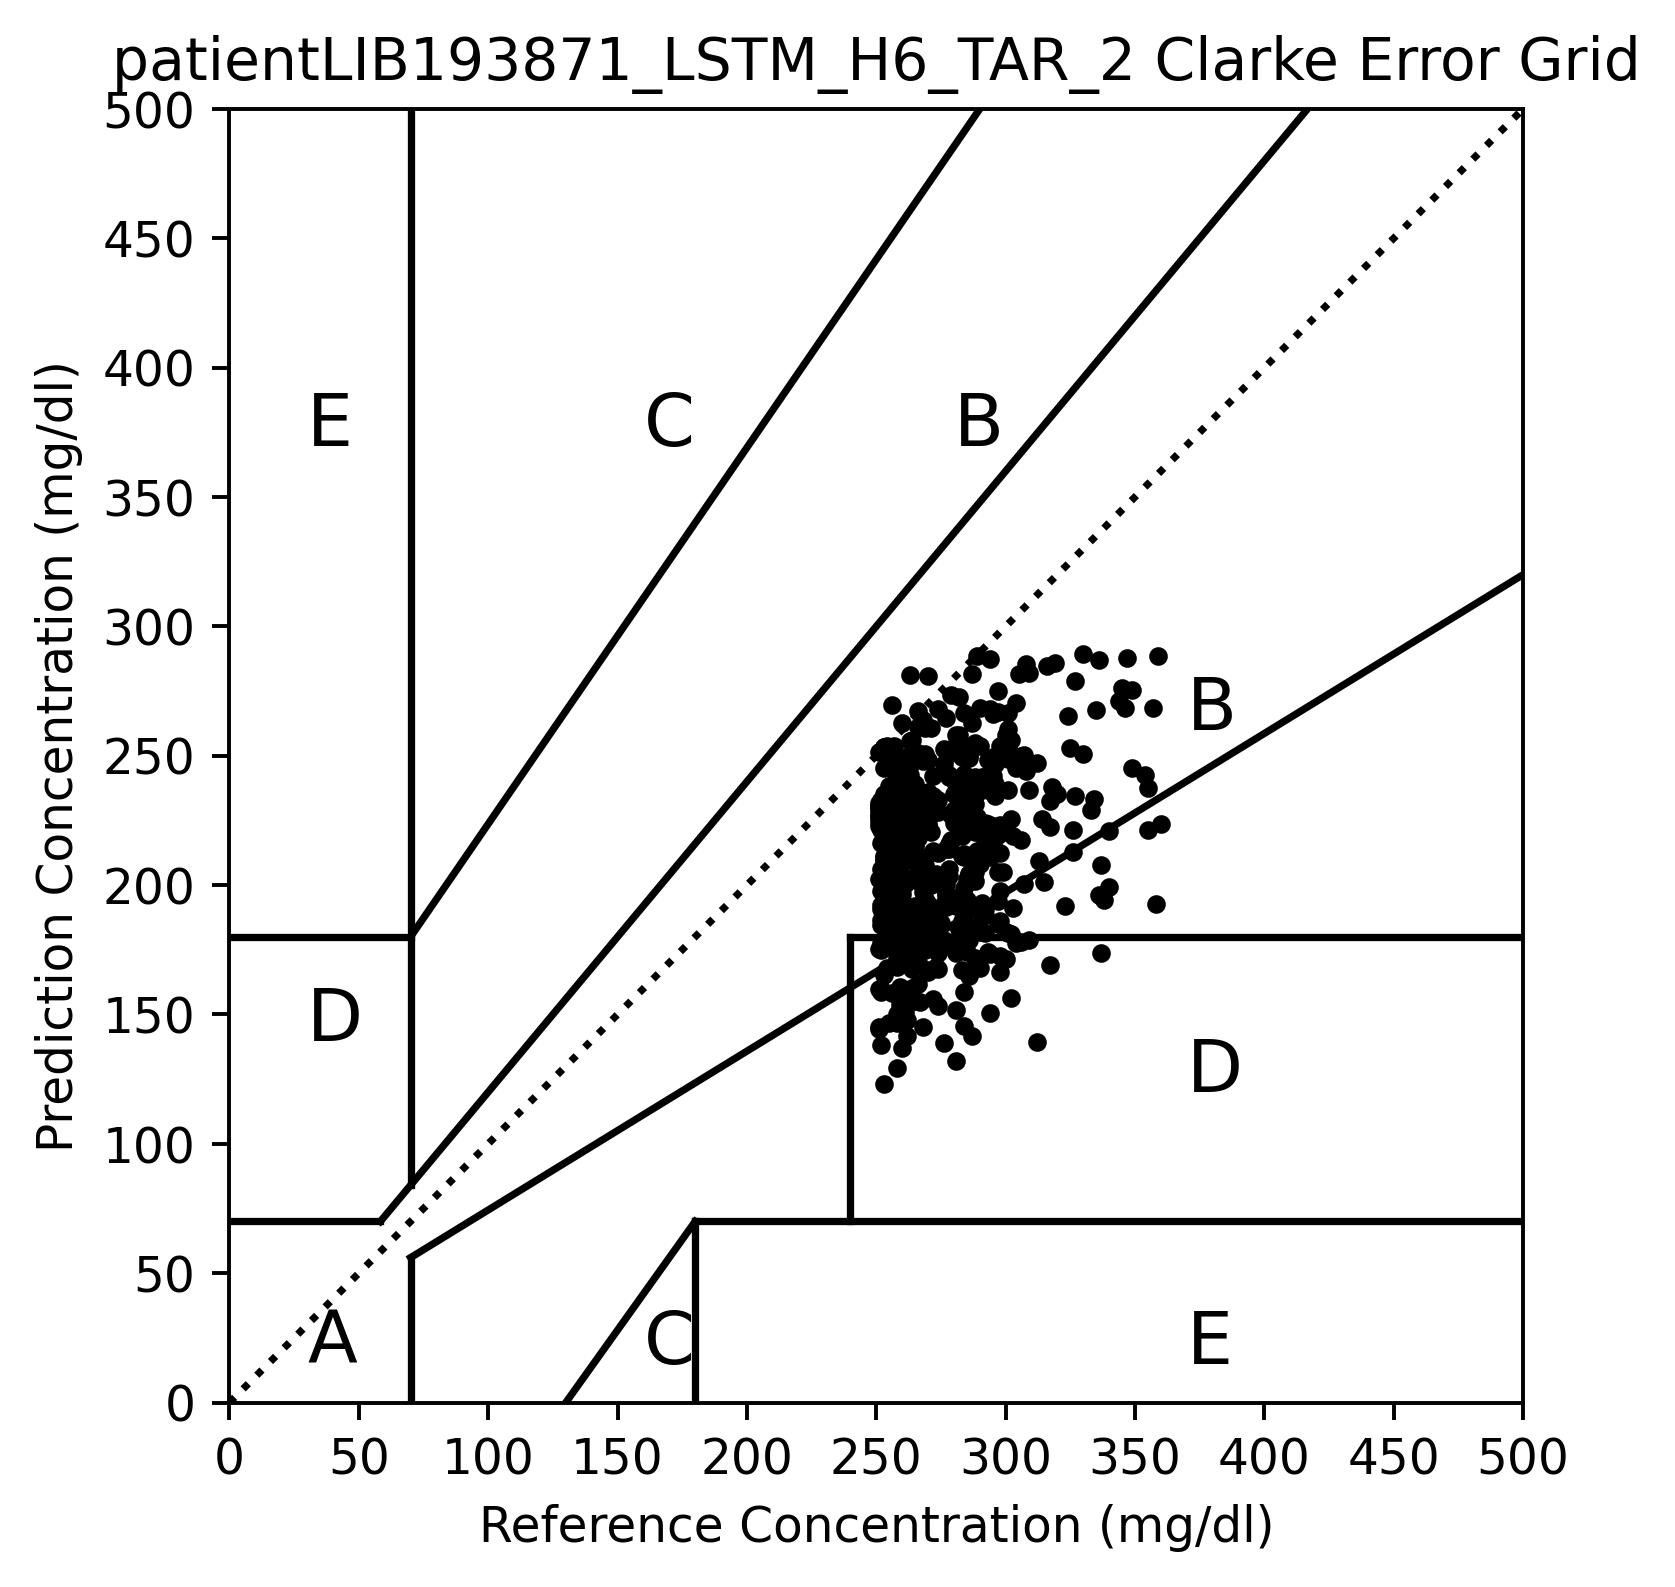 patientLIB193871_LSTM_H6_TAR_2 Clarke Error Grid
500
450
400
350
300
250
200
150
100
50
0
Prediction Concentration (mg/dl)
E
C
B
B
D
D
A
C
E
0 50 100 150 200 250 300 350 400 450 500
Reference Concentration (mg/dl)